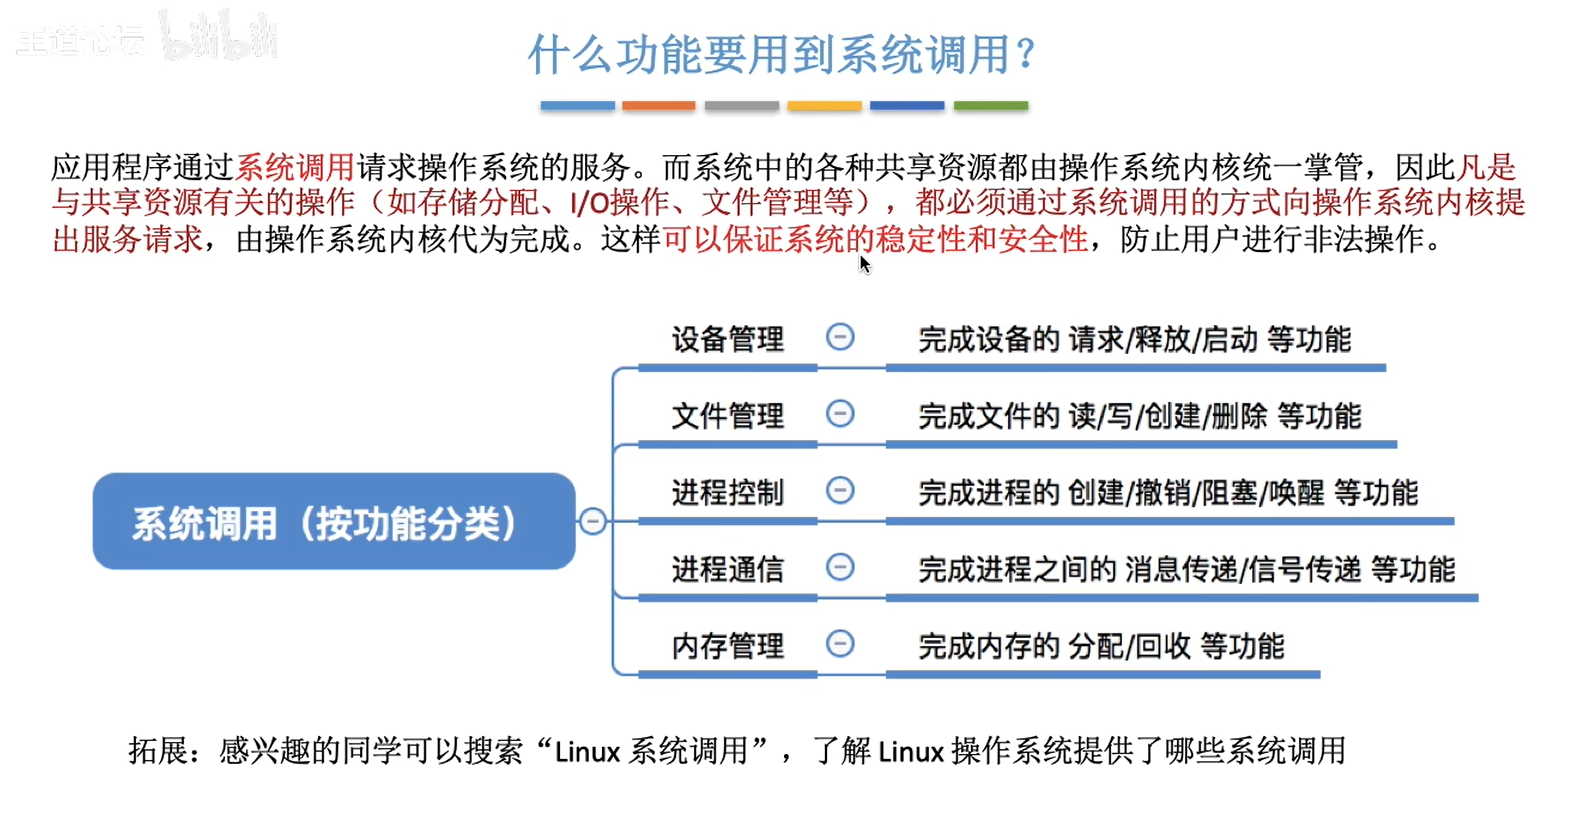 王道论坛 bilibili
什么功能要用到系统调用？
应用程序通过系统调用请求操作系统的服务。而系统中的各种共享资源都由操作系统内核统一掌管，因此凡是
与共享资源有关的操作（如存储分配、I/O操作、文件管理等），都必须通过系统调用的方式向操作系统内核提
出服务请求，由操作系统内核代为完成。这样可以保证系统的稳定性和安全性，防止用户进行非法操作。
设备管理 完成设备的 请求/释放/启动 等功能
文件管理 完成文件的 读/写/创建/删除 等功能
进程控制 完成进程的 创建/撤销/阻塞/唤醒 等功能
系统调用（按功能分类）
进程通信 完成进程之间的 消息传递/信号传递 等功能
内存管理 完成内存的 分配/回收 等功能
拓展：感兴趣的同学可以搜索“Linux 系统调用”，了解 Linux 操作系统提供了哪些系统调用